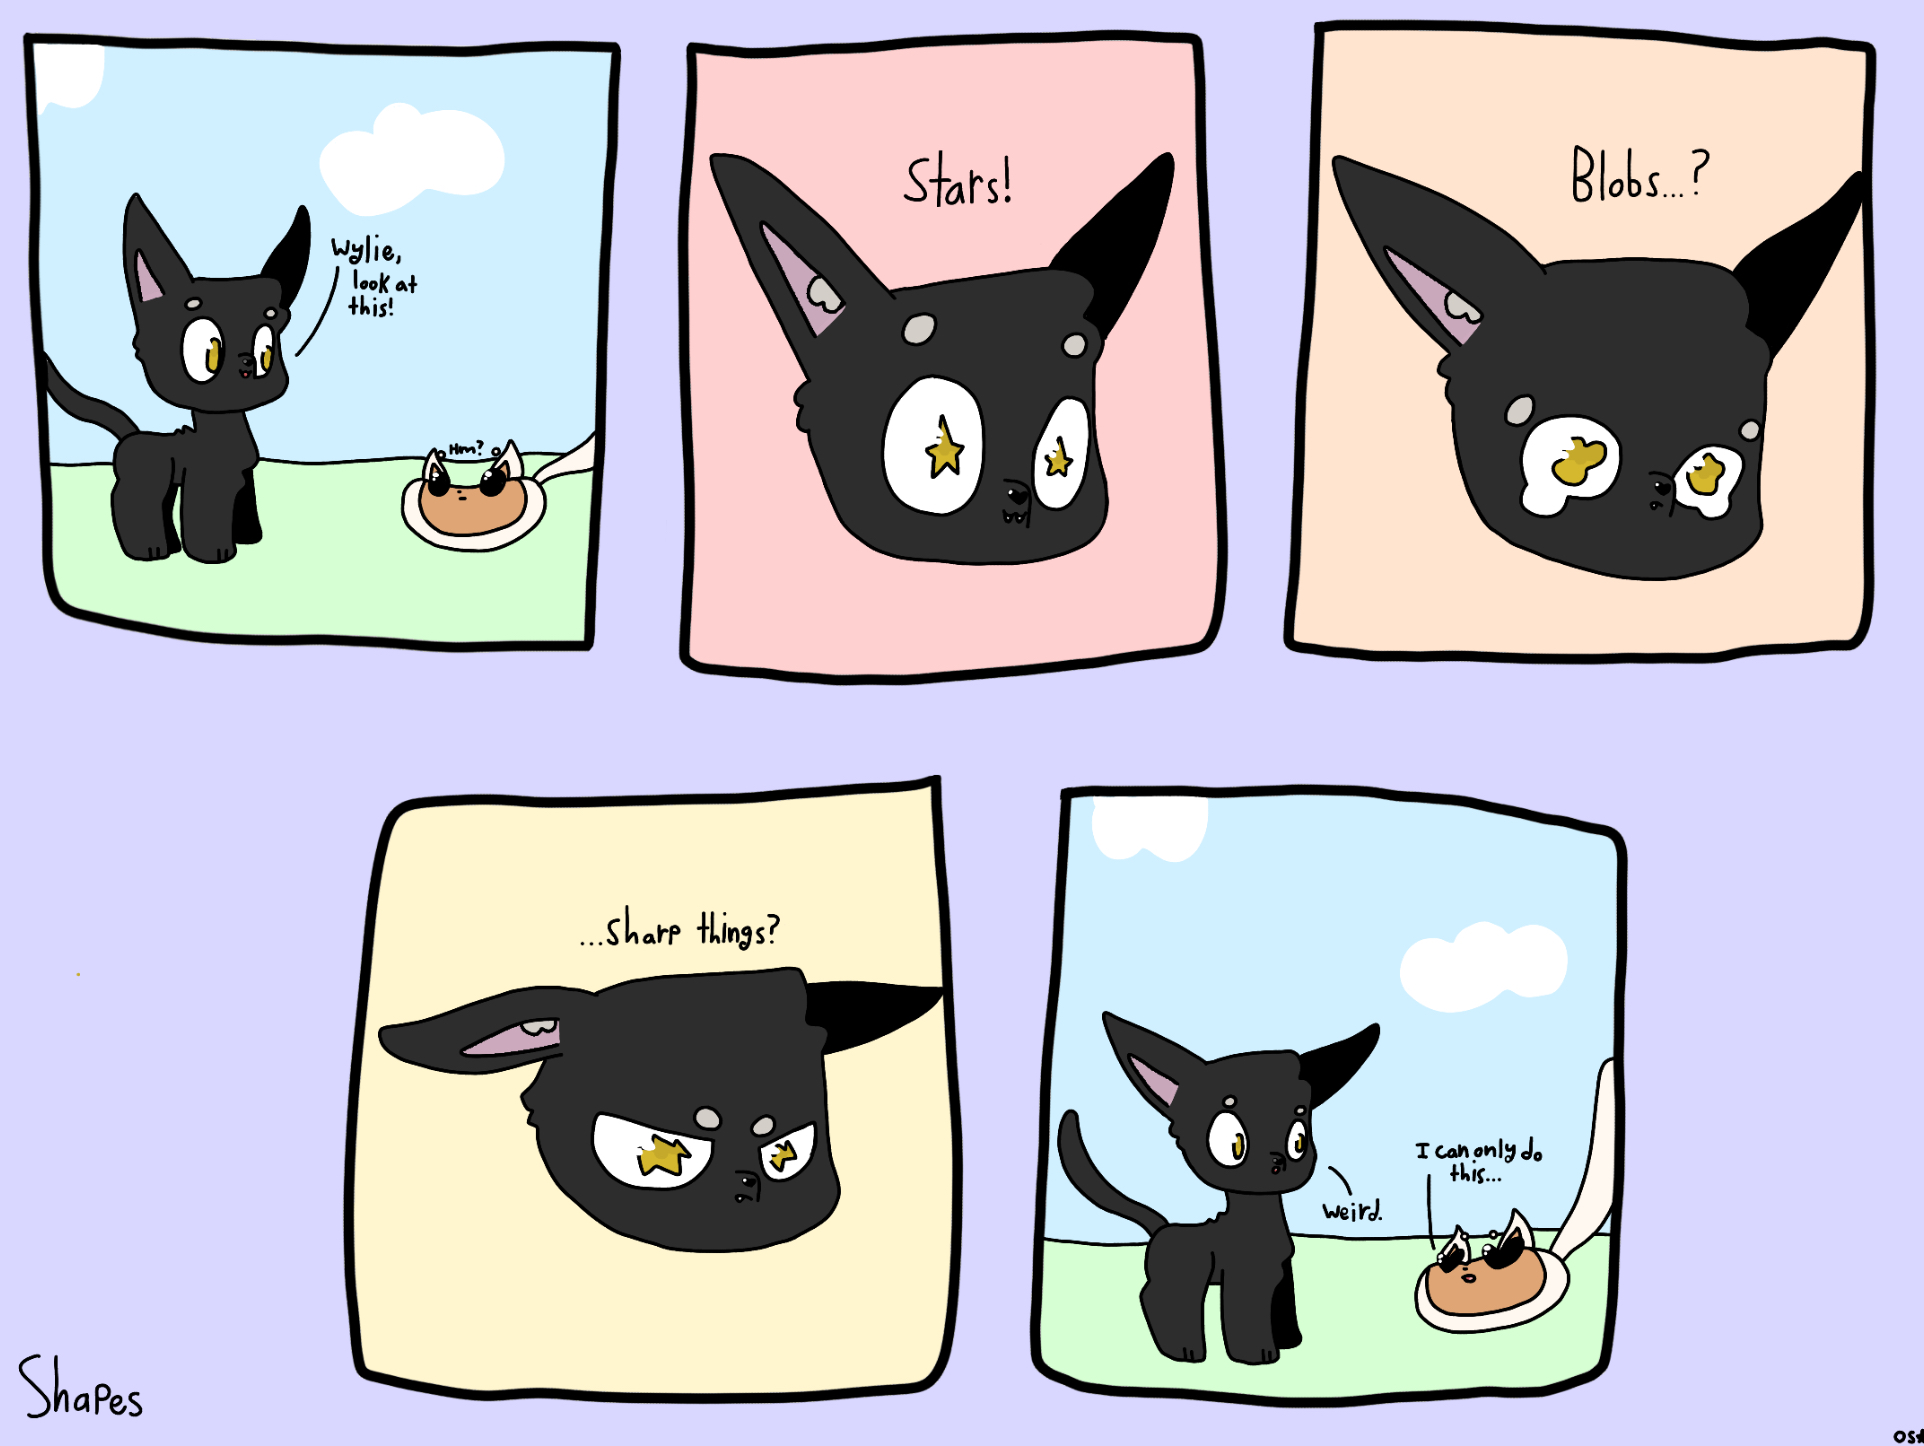 Wylie,
look at
this!
Hm?
Stars!
Blobs...?
...sharp things?
weird.
I can only do
this...
Shapes